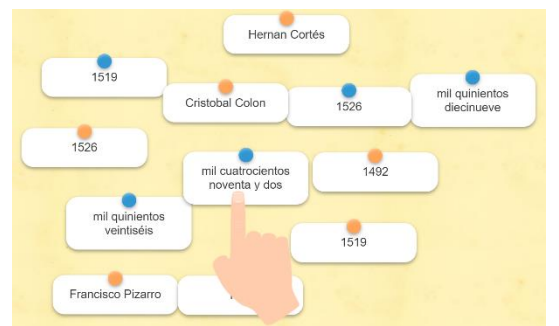 Hernan Cortés
1519
Cristobal Colon
1526
mil quinientos
diecinueve
1526
mil cuatrocientos
noventa y dos
1492
mil quinientos
veintiséis
1519
Francisco Pizarro